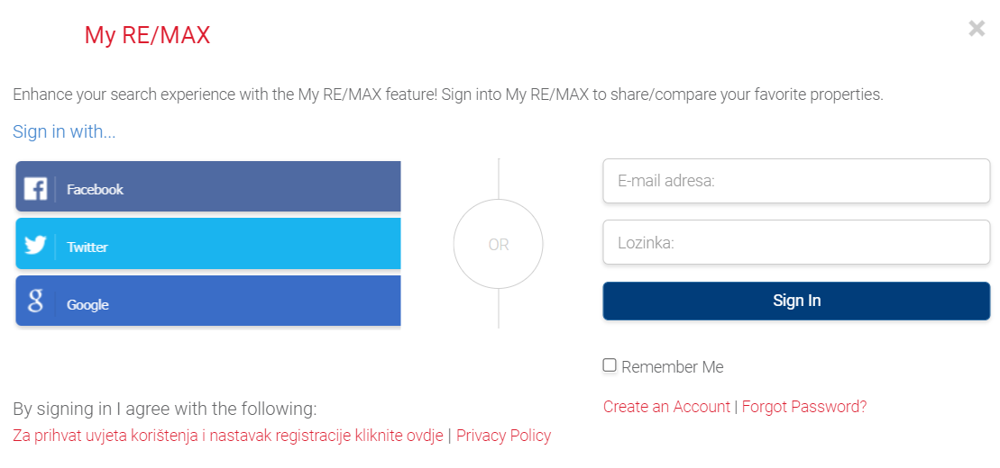 My RE/MAX
Enhance your search experience with the My RE/MAX feature! Sign into My RE/MAX to share/compare your favorite properties.
Sign in with...
Facebook
Twitter
Google
OR
E-mail adresa:
Lozinka:
Sign In
Remember Me
Create an Account | Forgot Password?
By signing in I agree with the following:
Za prihvat uvjeta korištenja i nastavak registracije kliknite ovdje | Privacy Policy